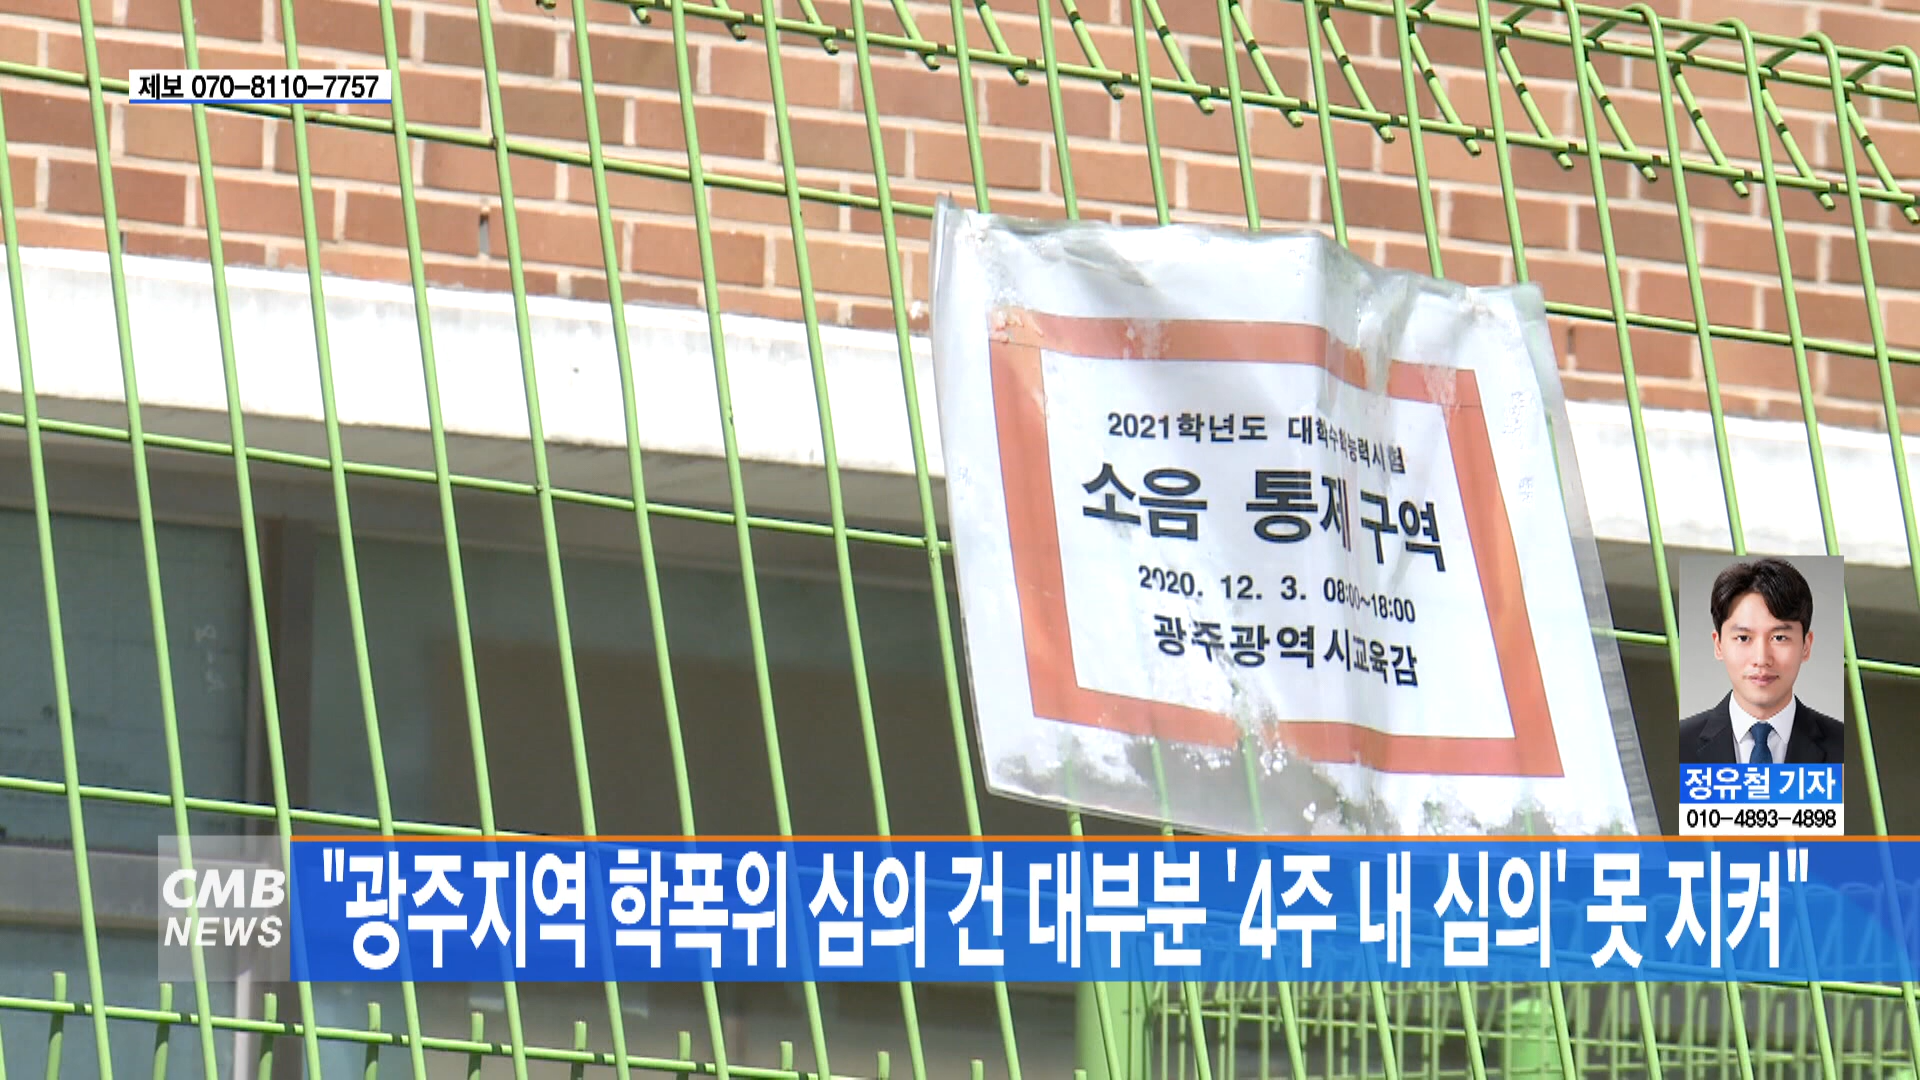 제보 070-8110-7757
2021학년도 대학수학능력시험
소음 통제구역
2020. 12. 3. 08:00~18:00
광주광역시교육감
정유철 기자
010-4893-4898
CMB
NEWS
"광주지역 학폭위 심의 건 대부분 '4주 내 심의' 못 지켜"